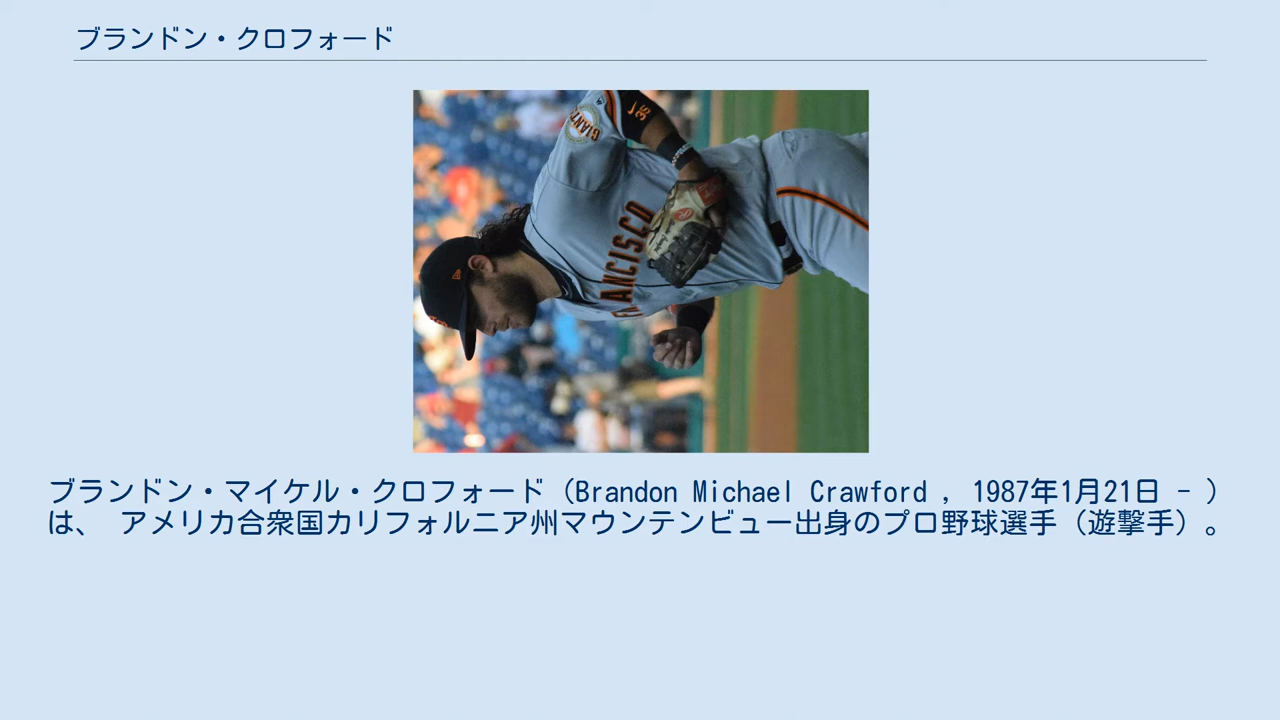 ブランドン・クロフォード
GIANTS
35
FRANCISCO
ブランドン・マイケル・クロフォード（Brandon Michael Crawford , 1987年1月21日 - ）
は、 アメリカ合衆国カリフォルニア州マウンテンビュー出身のプロ野球選手（遊撃手）。